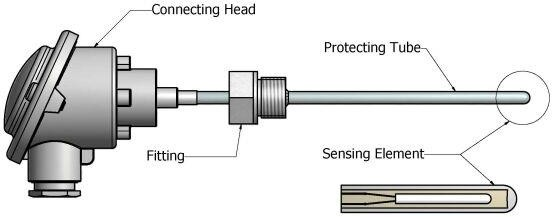 Connecting Head
Protecting Tube
Fitting
Sensing Element